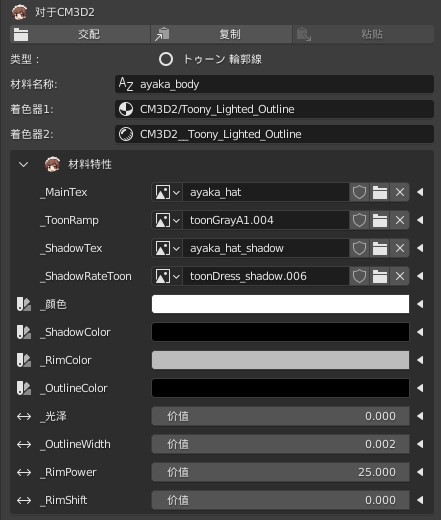 对于CM3D2
交配 复制 粘贴
类型： トゥーン 輪郭線
材料名称: ayaka_body
着色器1: CM3D2/Toony_Lighted_Outline
着色器2: CM3D2__Toony_Lighted_Outline
材料特性
_MainTex ayaka_hat
_ToonRamp toonGrayA1.004
_ShadowTex ayaka_hat_shadow
_ShadowRateToon toonDress_shadow.006
_颜色
_ShadowColor
_RimColor
_OutlineColor
_光泽 价值 0.000
_OutlineWidth 价值 0.002
_RimPower 价值 25.000
_RimShift 价值 0.000